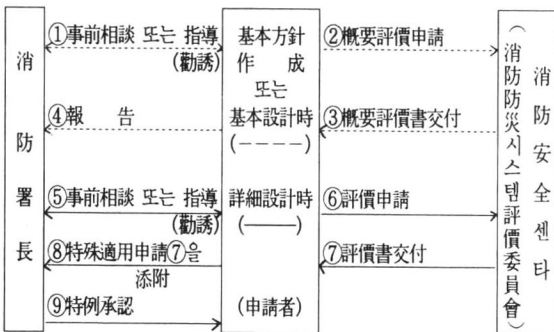 消防署長
①事前相談 또는 指導
(勸誘)
④報 告
⑤事前相談 또는 指導
(勸誘)
⑧特殊適用申請⑦을
添附
⑨特例承認
基本方針
作 成
또는
基本設計時
(----)
詳細設計時
(——)
(申請者)
②概要評價申請
③概要評價書交付
⑥評價申請
⑦評價書交付
消防安全센타
(消防防災시스템評價委員會)